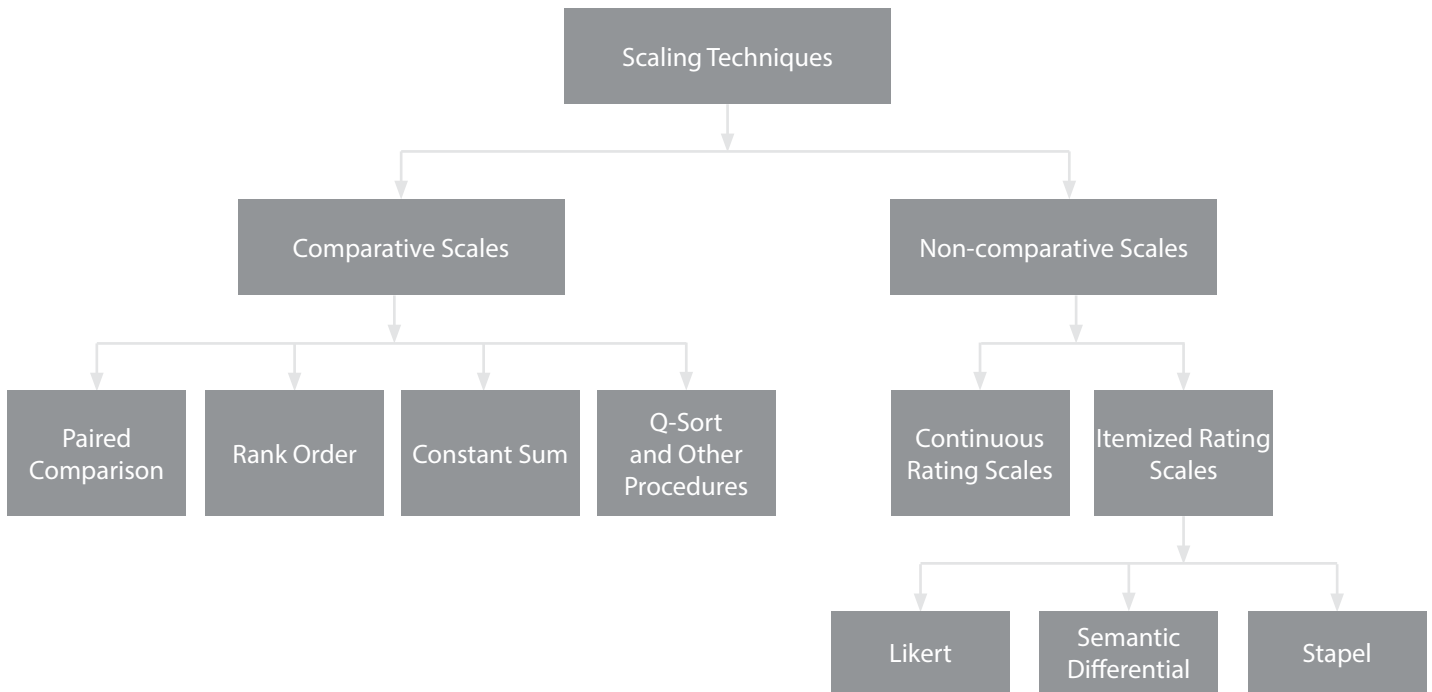 Scaling Techniques
Comparative Scales
Non-comparative Scales
Paired
Comparison
Rank Order
Constant Sum
Q-Sort
and Other
Procedures
Continuous
Rating Scales
Itemized Rating
Scales
Likert
Semantic
Differential
Stapel